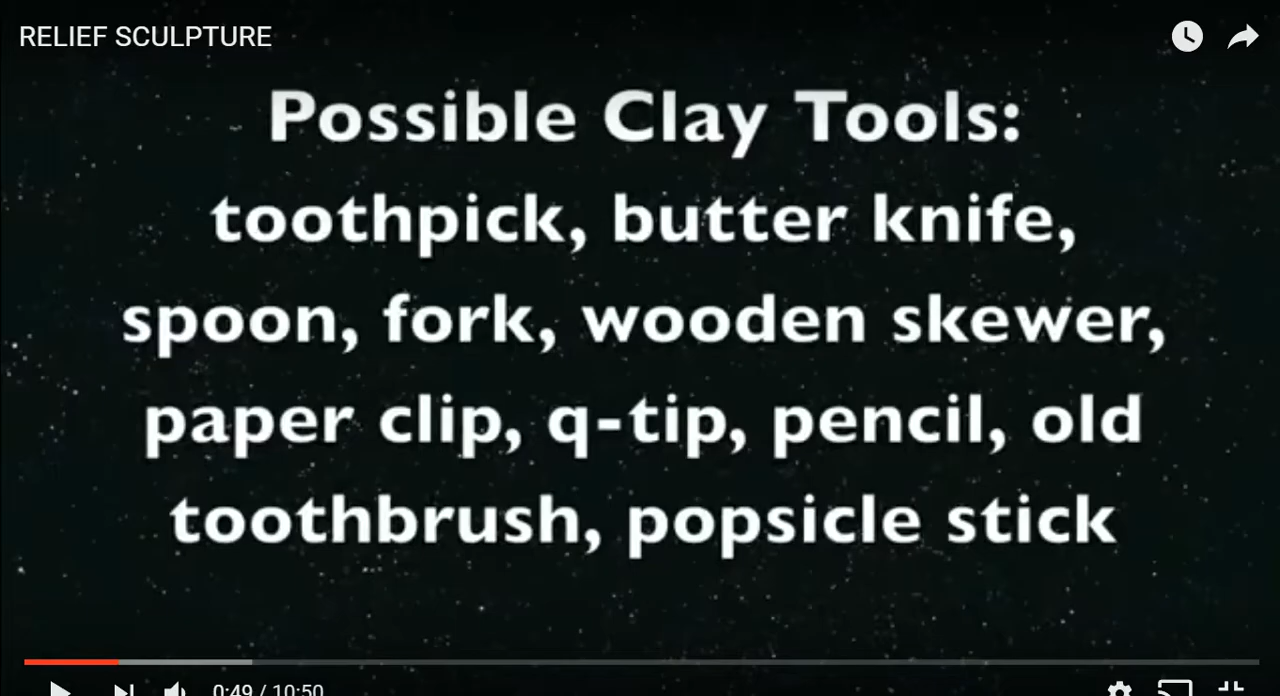 RELIEF SCULPTURE
Possible Clay Tools:
toothpick, butter knife,
spoon, fork, wooden skewer,
paper clip, q-tip, pencil, old
toothbrush, popsicle stick
0:49 / 10:50